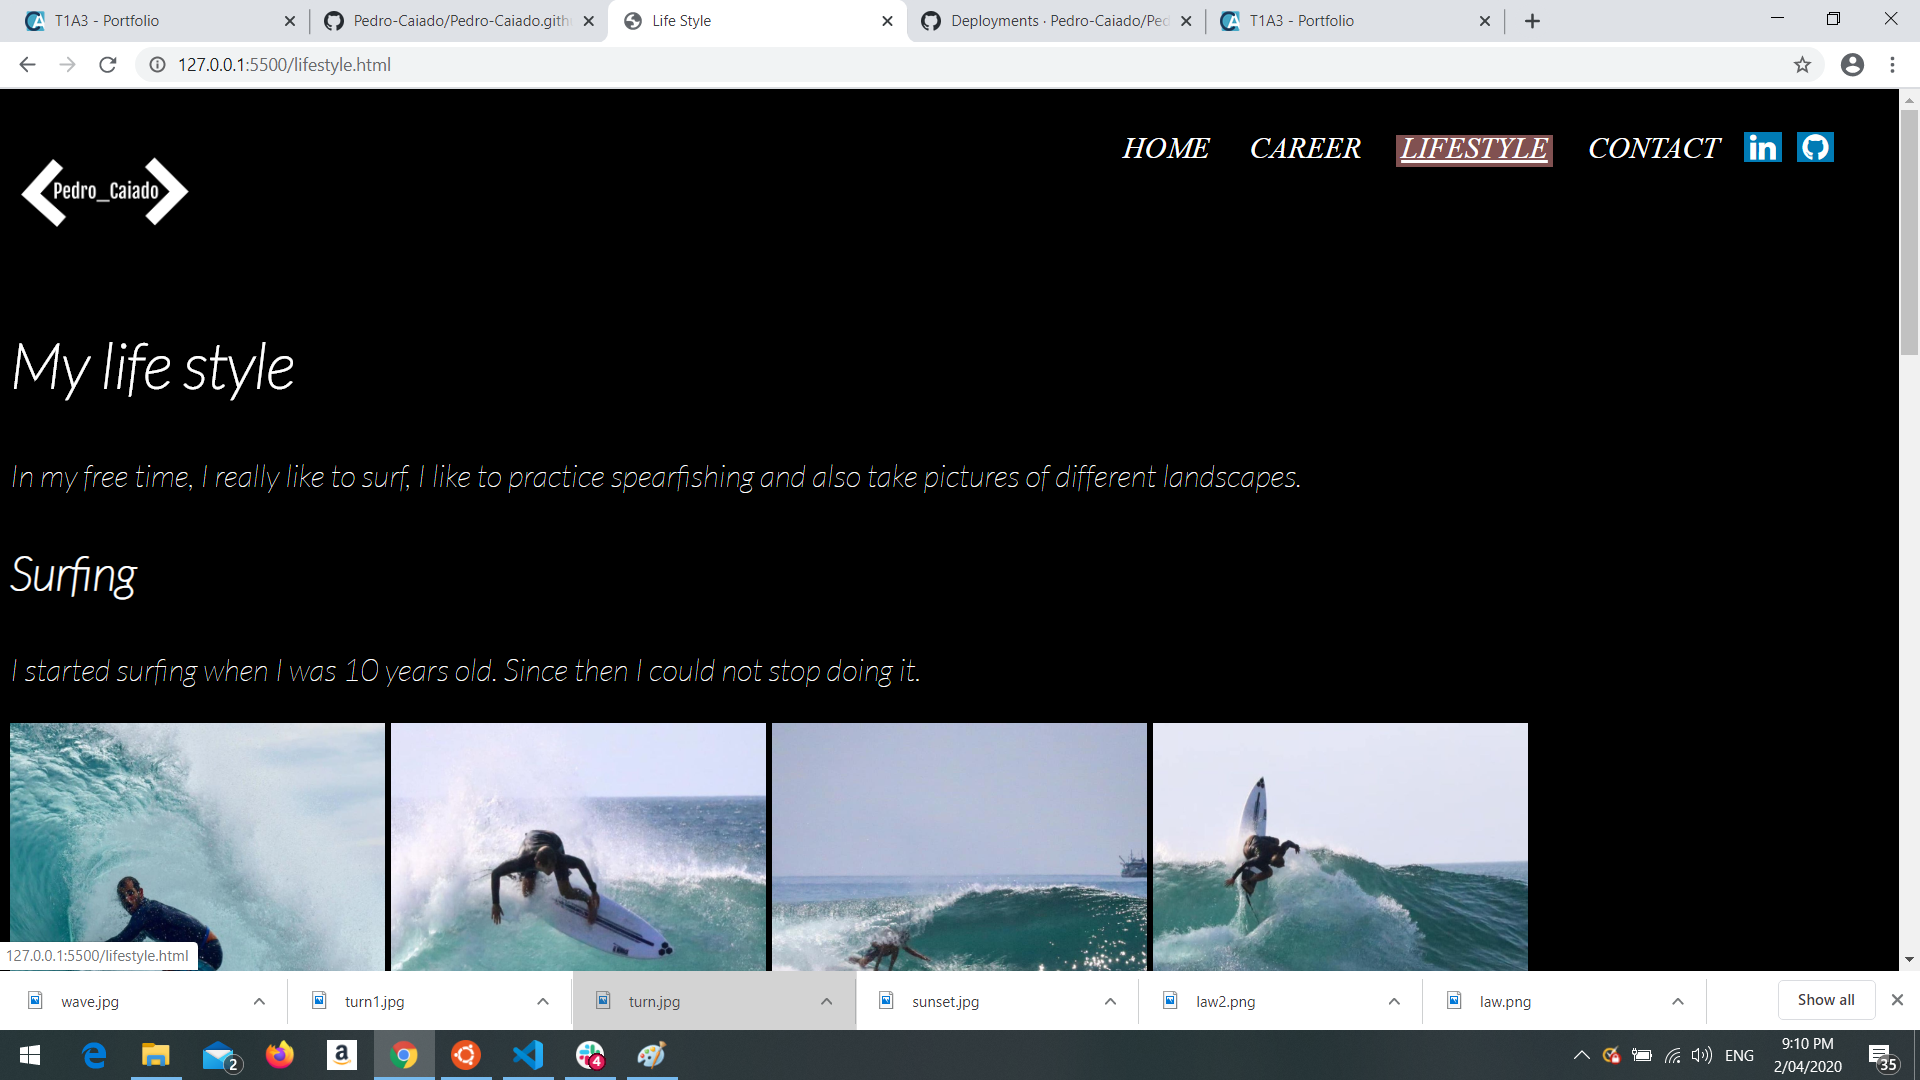 T1A3 - Portfolio
Pedro-Caiado/Pedro-Caiado.gith
Life Style
Deployments · Pedro-Caiado/Ped
T1A3 - Portfolio
127.0.0.1:5500/lifestyle.html
HOME
CAREER
LIFESTYLE
CONTACT
in
Pedro_Caiado
My life style
In my free time, I really like to surf, I like to practice spearfishing and also take pictures of different landscapes.
Surfing
I started surfing when I was 10 years old. Since then I could not stop doing it.
127.0.0.1:5500/lifestyle.html
wave.jpg
turn1.jpg
turn.jpg
sunset.jpg
law2.png
law.png
Show all
2
a
4
ENG
9:10 PM
2/04/2020
35